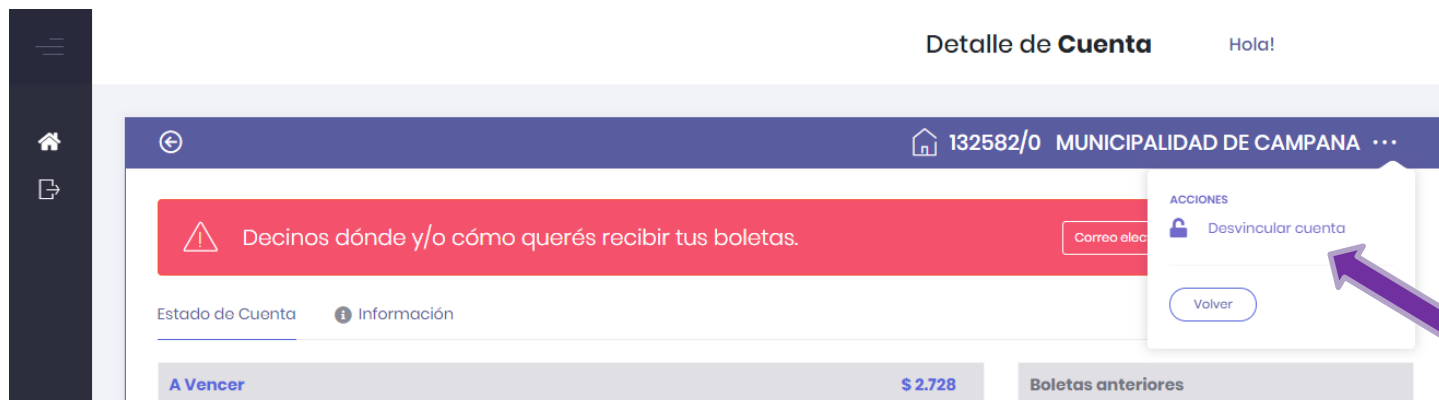 Detalle de Cuenta
Hola!
132582/0 MUNICIPALIDAD DE CAMPANA ...
ACCIONES
Desvincular cuenta
Decinos dónde y/o cómo querés recibir tus boletas.
Correo
Volver
Estado de Cuenta
Información
A Vencer $ 2.728
Boletas anteriores